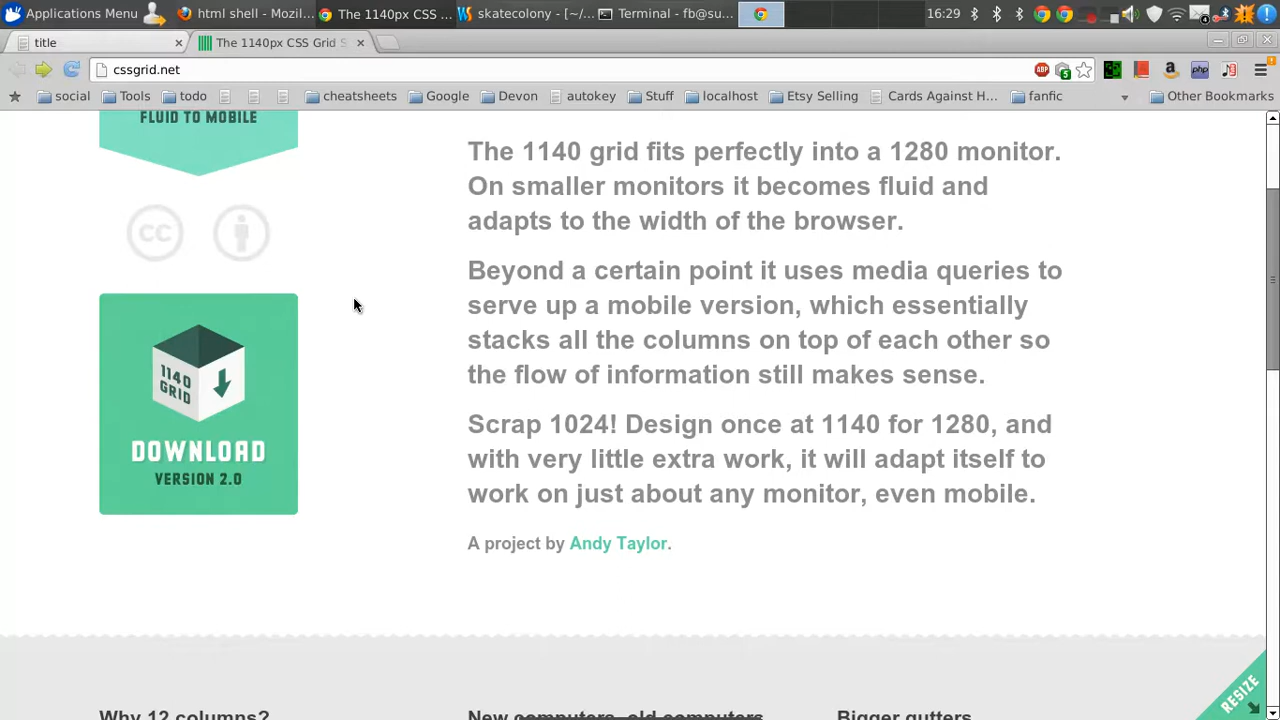 Applications Menu
html shell - Mozil...
The 1140px CSS ...
skatecolony - [~/...
Terminal - fb@su...
16:29
title
The 1140px CSS Grid S
cssgrid.net
ABP
5
php
social
Tools
todo
cheatsheets
Google
Devon
autokey
Stuff
localhost
Etsy Selling
Cards Against H...
fanfic
Other Bookmarks
FLUID TO MOBILE
CC
1140
GRID
DOWNLOAD
VERSION 2.0
The 1140 grid fits perfectly into a 1280 monitor.
On smaller monitors it becomes fluid and
adapts to the width of the browser.
Beyond a certain point it uses media queries to
serve up a mobile version, which essentially
stacks all the columns on top of each other so
the flow of information still makes sense.
Scrap 1024! Design once at 1140 for 1280, and
with very little extra work, it will adapt itself to
work on just about any monitor, even mobile.
A project by Andy Taylor.
RESIZE
Why 12 columns?
New computers, old computers
Bigger gutters